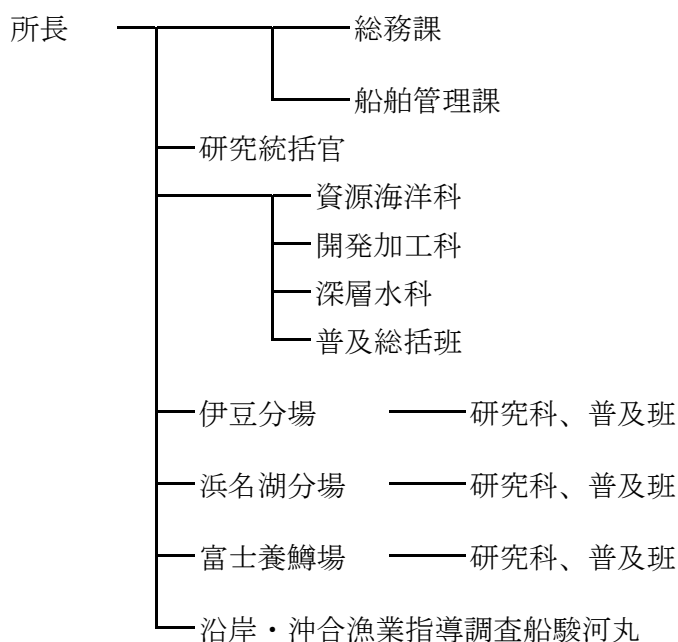 所長 総務課
船舶管理課
研究統括官
資源海洋科
開発加工科
深層水科
普及総括班
伊豆分場 研究科、普及班
浜名湖分場 研究科、普及班
富士養鱒場 研究科、普及班
沿岸・沖合漁業指導調査船駿河丸